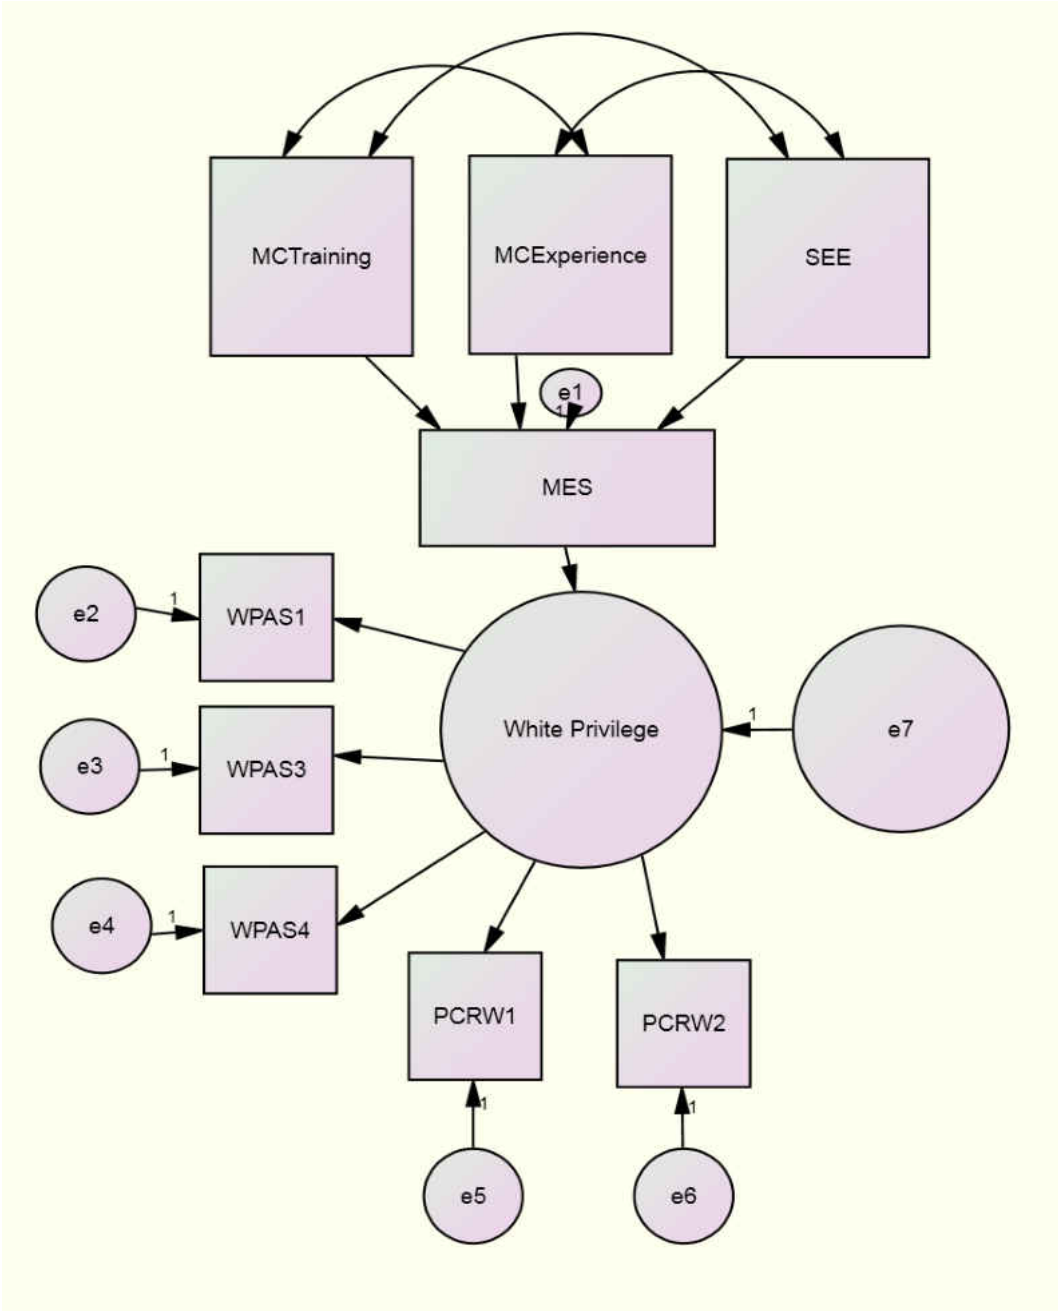 MCTraining
MCExperience
SEE
e1
1
MES
e2
1
WPAS1
White Privilege
1
e7
e3
1
WPAS3
e4
1
WPAS4
PCRW1
PCRW2
1
1
e5
e6